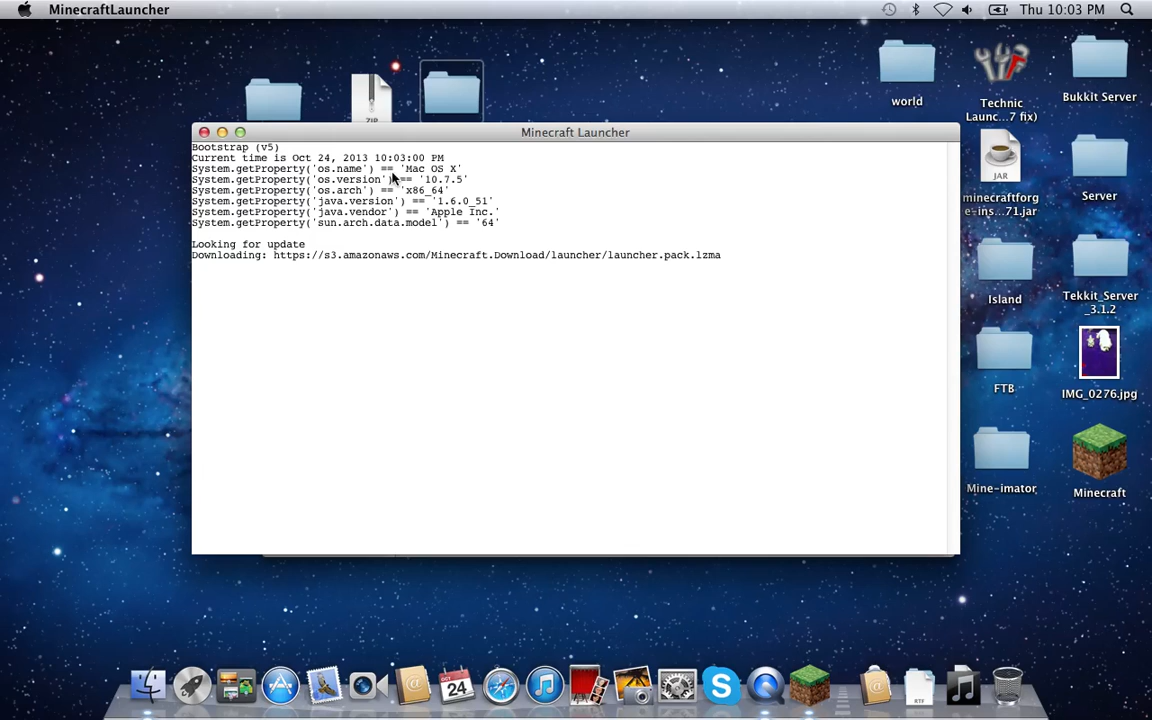 MinecraftLauncher
Thu 10:03 PM
world
Technic
Launc...7 fix)
Bukkit Server
ZIP
Minecraft Launcher
Bootstrap (v5)
Current time is Oct 24, 2013 10:03:00 PM
System.getProperty('os.name') == 'Mac OS X'
System.getProperty('os.version') == '10.7.5'
System.getProperty('os.arch') == 'x86_64'
System.getProperty('java.version') == '1.6.0_51'
System.getProperty('java.vendor') == 'Apple Inc.'
System.getProperty('sun.arch.data.model') == '64'
Looking for update
Downloading: https://s3.amazonaws.com/Minecraft.Download/launcher/launcher.pack.lzma
JAR
minecraftforg
e-ins...71.jar
Server
Island
Tekkit_Server
_3.1.2
FTB
IMG_0276.jpg
Mine-imator
Minecraft
OCT
24
RTF